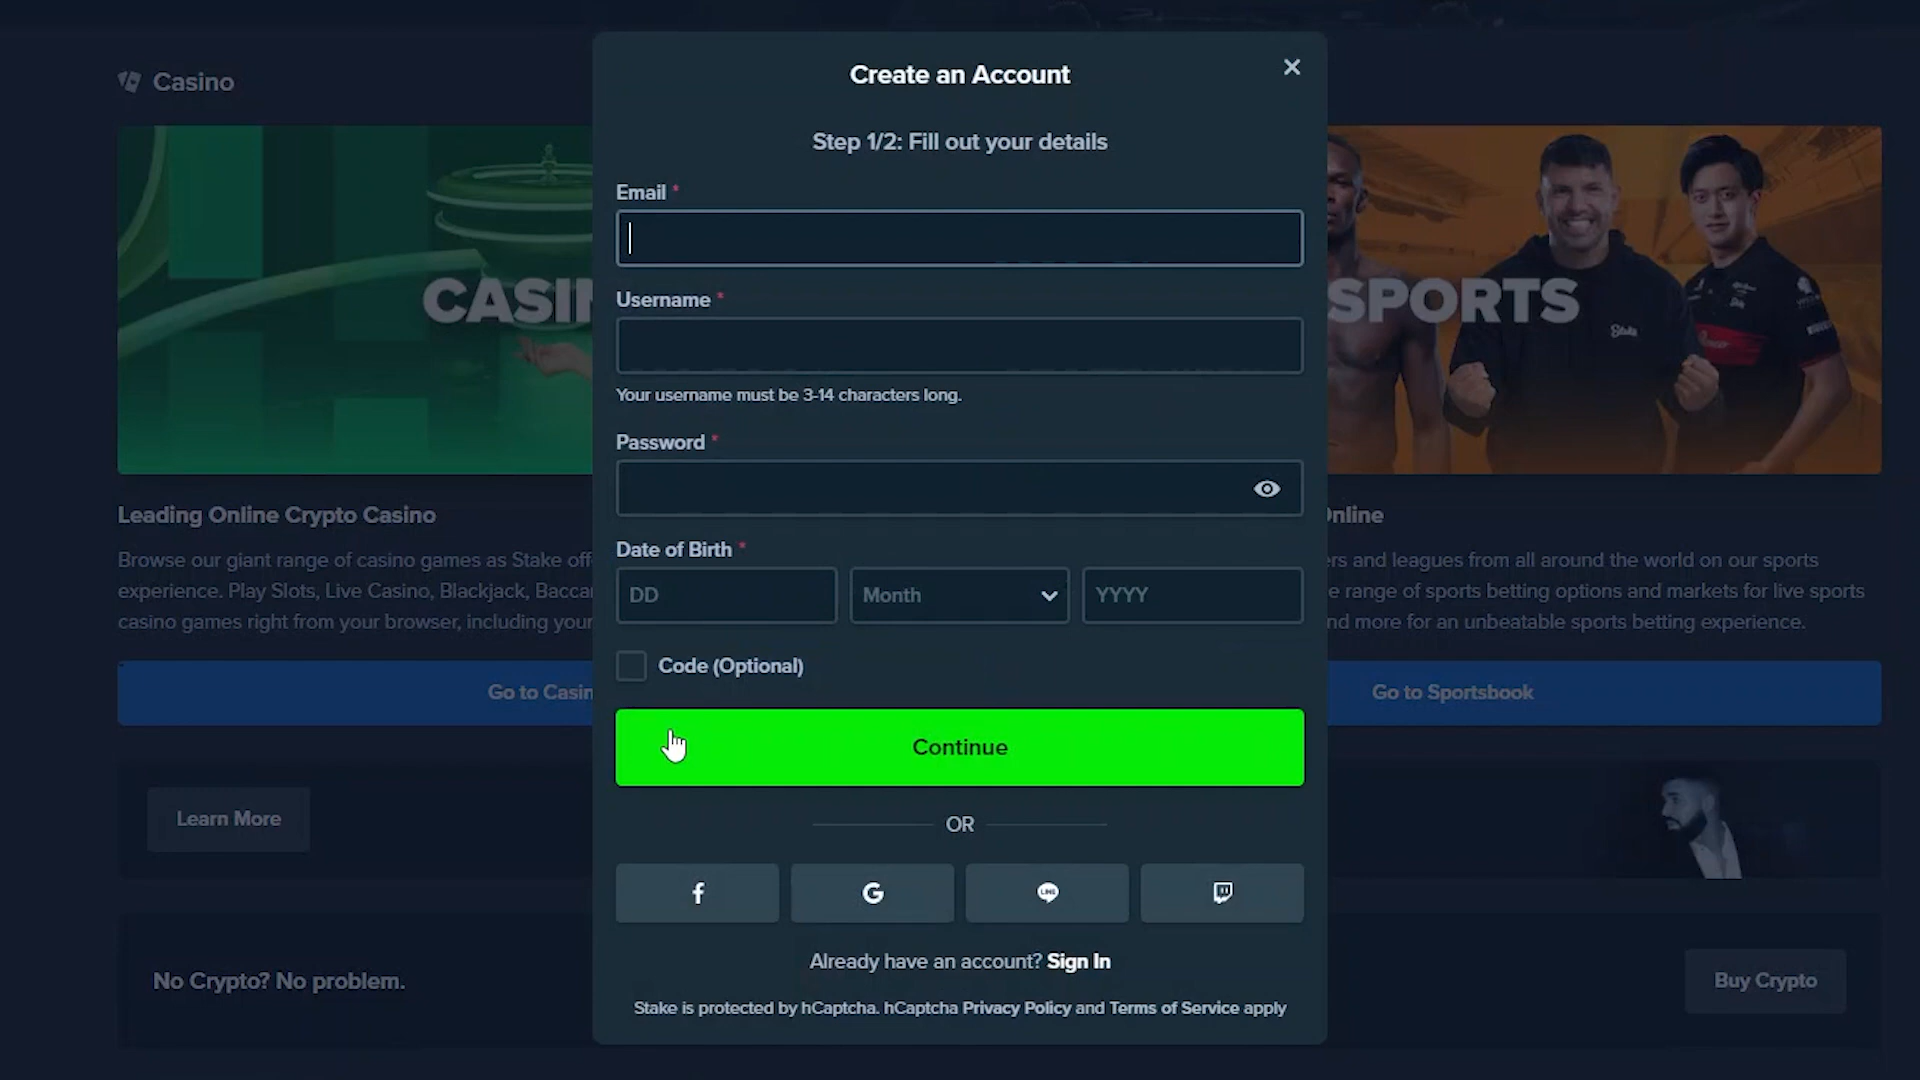 Casino
CASIN
Leading Online Crypto Casino
Browse our giant range of casino games as Stake off
experience. Play Slots, Live Casino, Blackjack, Bacca
casino games right from your browser, including your
Go to Casin
Learn More
No Crypto? No problem.
Create an Account
Step 1/2: Fill out your details
Email *
Username *
Your username must be 3-14 characters long.
Password *
Date of Birth *
DD
Month
YYYY
Code (Optional)
Continue
OR
f
G
LINE
Already have an account? Sign In
Stake is protected by hCaptcha. hCaptcha Privacy Policy and Terms of Service apply
SPORTS
Stake
Online
rs and leagues from all around the world on our sports
e range of sports betting options and markets for live sports
nd more for an unbeatable sports betting experience.
Go to Sportsbook
Buy Crypto